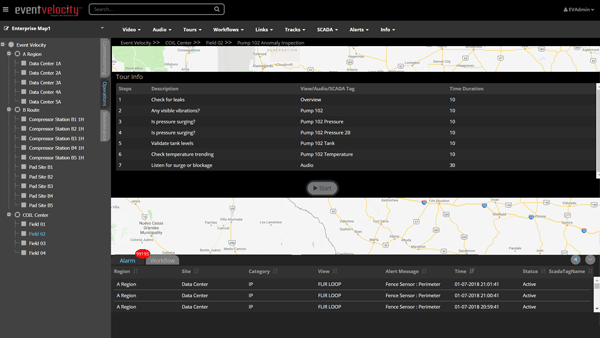 eventvelocity
Search...
EVAdmin
Enterprise Map1
Video
Audio
Tours
Workflows
Links
Tracks
SCADA
Alerts
Info
Event Velocity >> COIL Center > Field 02 > Pump 102 Anomaly Inspection
Event Velocity
A Region
Data Center 1A
Data Center 2A
Data Center 3A
Data Center 4A
Data Center 5A
B Route
Compressor Station B1 1H
Compressor Station B2 1H
Compressor Station B3 1H
Compressor Station B4 1H
Compressor Station B5 1H
Pad Site B1
Pad Site B2
Pad Site B3
Pad Site B4
Pad Site B5
COIL Center
Field 01
Field 02
Field 03
Field 04
Operations
Tour Info
Steps Description View/Audio/SCADA Tag Time Duration
1 Check for leaks Overview 10
2 Any visible vibrations? Pump 102 10
3 Is pressure surging? Pump 102 Pressure 10
4 Is pressure surging? Pump 102 Pressure 2B 10
5 Validate tank levels Pump 102 Tank 10
6 Check temperature trending Pump 102 Temperature 10
7 Listen for surge or blockage Audio 30
Start
Nuevo Casas
Grandes
Alarm
99195
Workflow
Region Site Category View Alert Message Time Status ScadaTagName
A Region Data Center IP FLIR LOOP Fence Sensor : Perimeter 01-07-2018 21:01:41 Active
A Region Data Center IP FLIR LOOP Fence Sensor : Perimeter 01-07-2018 21:00:41 Active
A Region Data Center IP FLIR LOOP Fence Sensor : Perimeter 01-07-2018 20:59:41 Active